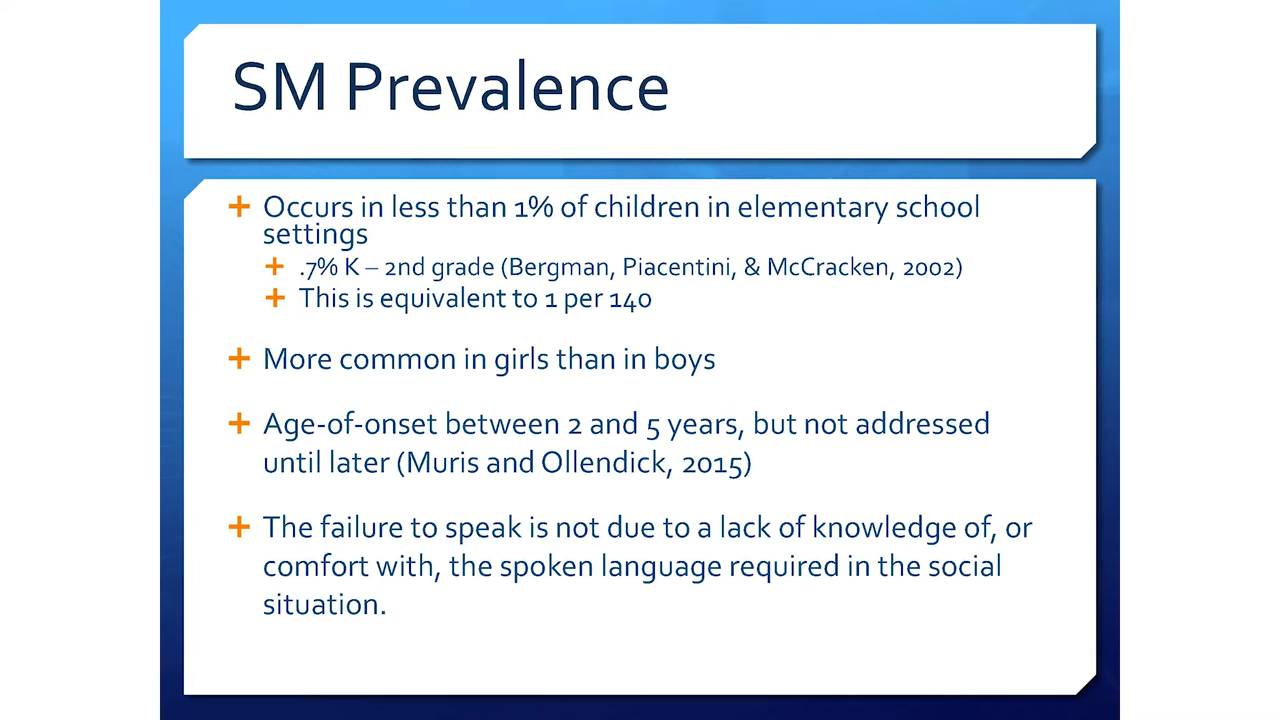 SM Prevalence
Occurs in less than 1% of children in elementary school
settings
.7% K – 2nd grade (Bergman, Piacentini, & McCracken, 2002)
This is equivalent to 1 per 140
More common in girls than in boys
Age-of-onset between 2 and 5 years, but not addressed
until later (Muris and Ollendick, 2015)
The failure to speak is not due to a lack of knowledge of, or
comfort with, the spoken language required in the social
situation.